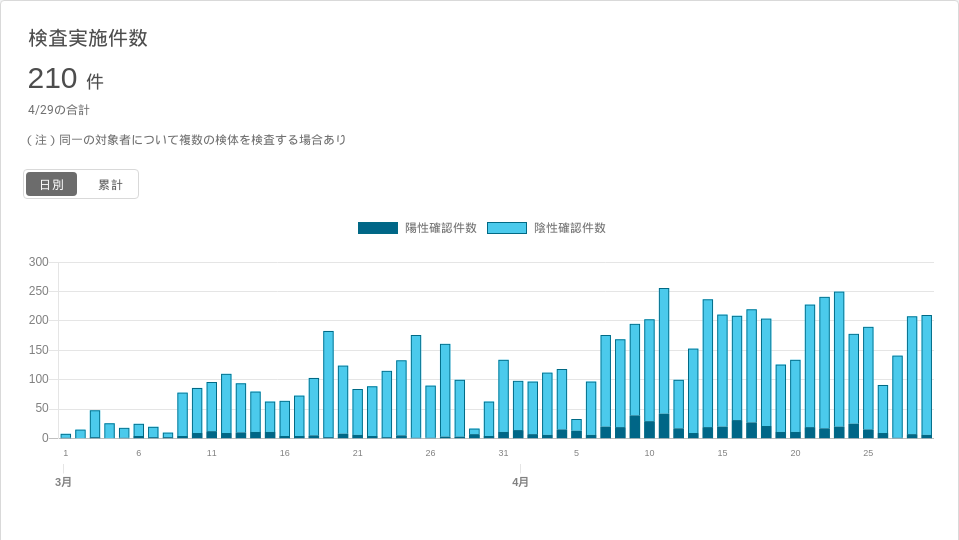 検査実施件数
210 件
4/29の合計
（注）同一の対象者について複数の検体を検査する場合あり
日別 累計
陽性確認件数 陰性確認件数
300
250
200
150
100
50
0
1 6 11 16 21 26 31 5 10 15 20 25
3月 4月